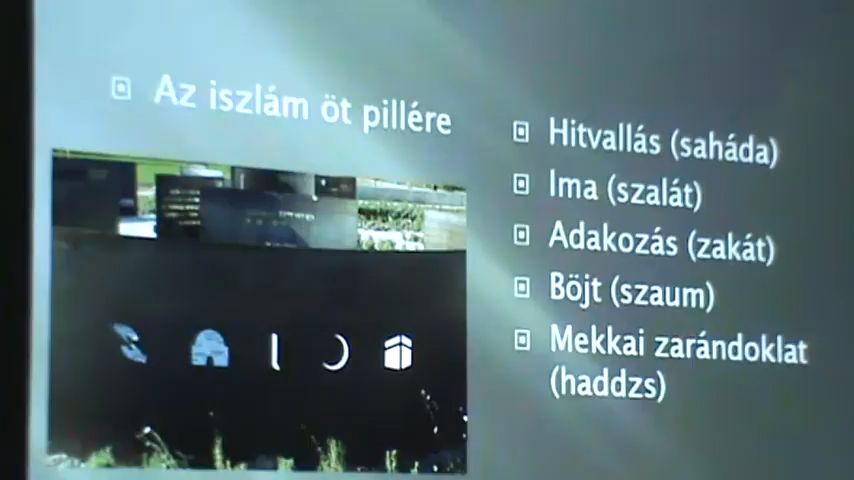 Az iszlám öt pillére
Hitvallás (saháda)
Ima (szalát)
Adakozás (zakát)
Böjt (szaum)
Mekkai zarándoklat
(haddzs)